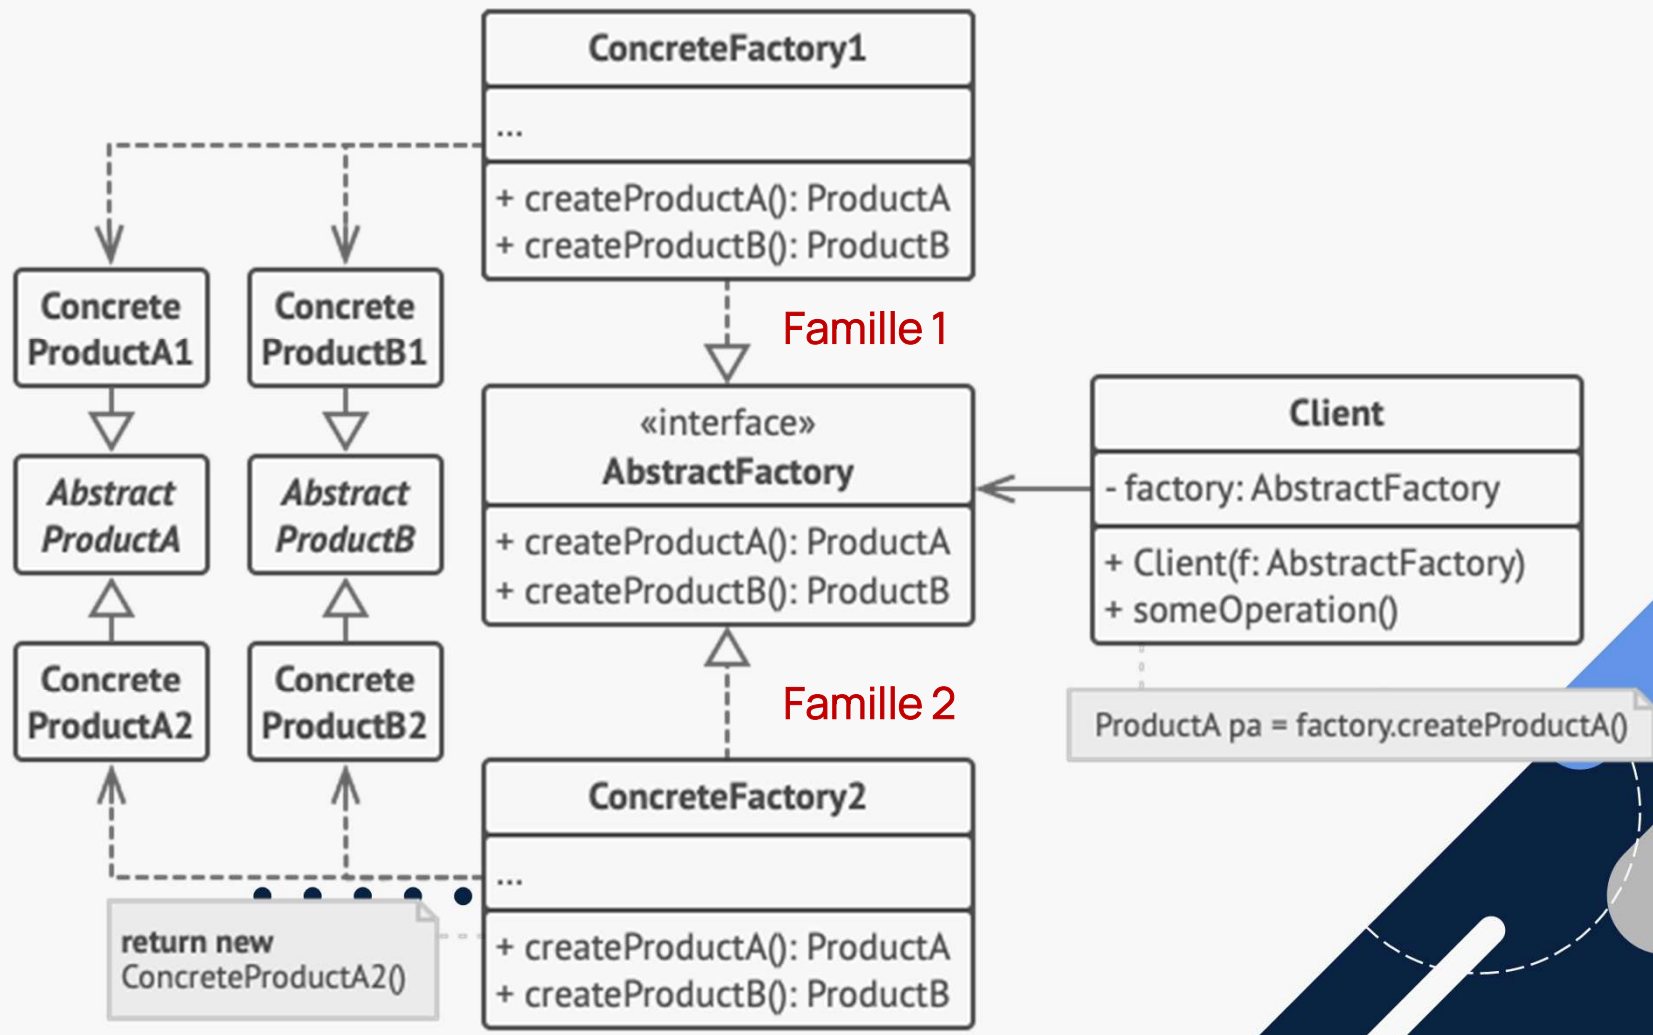 ConcreteFactory1
...
+ createProductA(): ProductA
+ createProductB(): ProductB
Concrete
ProductA1
Concrete
ProductB1
Famille 1
Abstract
ProductA
Abstract
ProductB
«interface»
AbstractFactory
+ createProductA(): ProductA
+ createProductB(): ProductB
Client
- factory: AbstractFactory
+ Client(f: AbstractFactory)
+ someOperation()
Concrete
ProductA2
Concrete
ProductB2
Famille 2
ProductA pa = factory.createProductA()
ConcreteFactory2
...
+ createProductA(): ProductA
+ createProductB(): ProductB
return new
ConcreteProductA2()